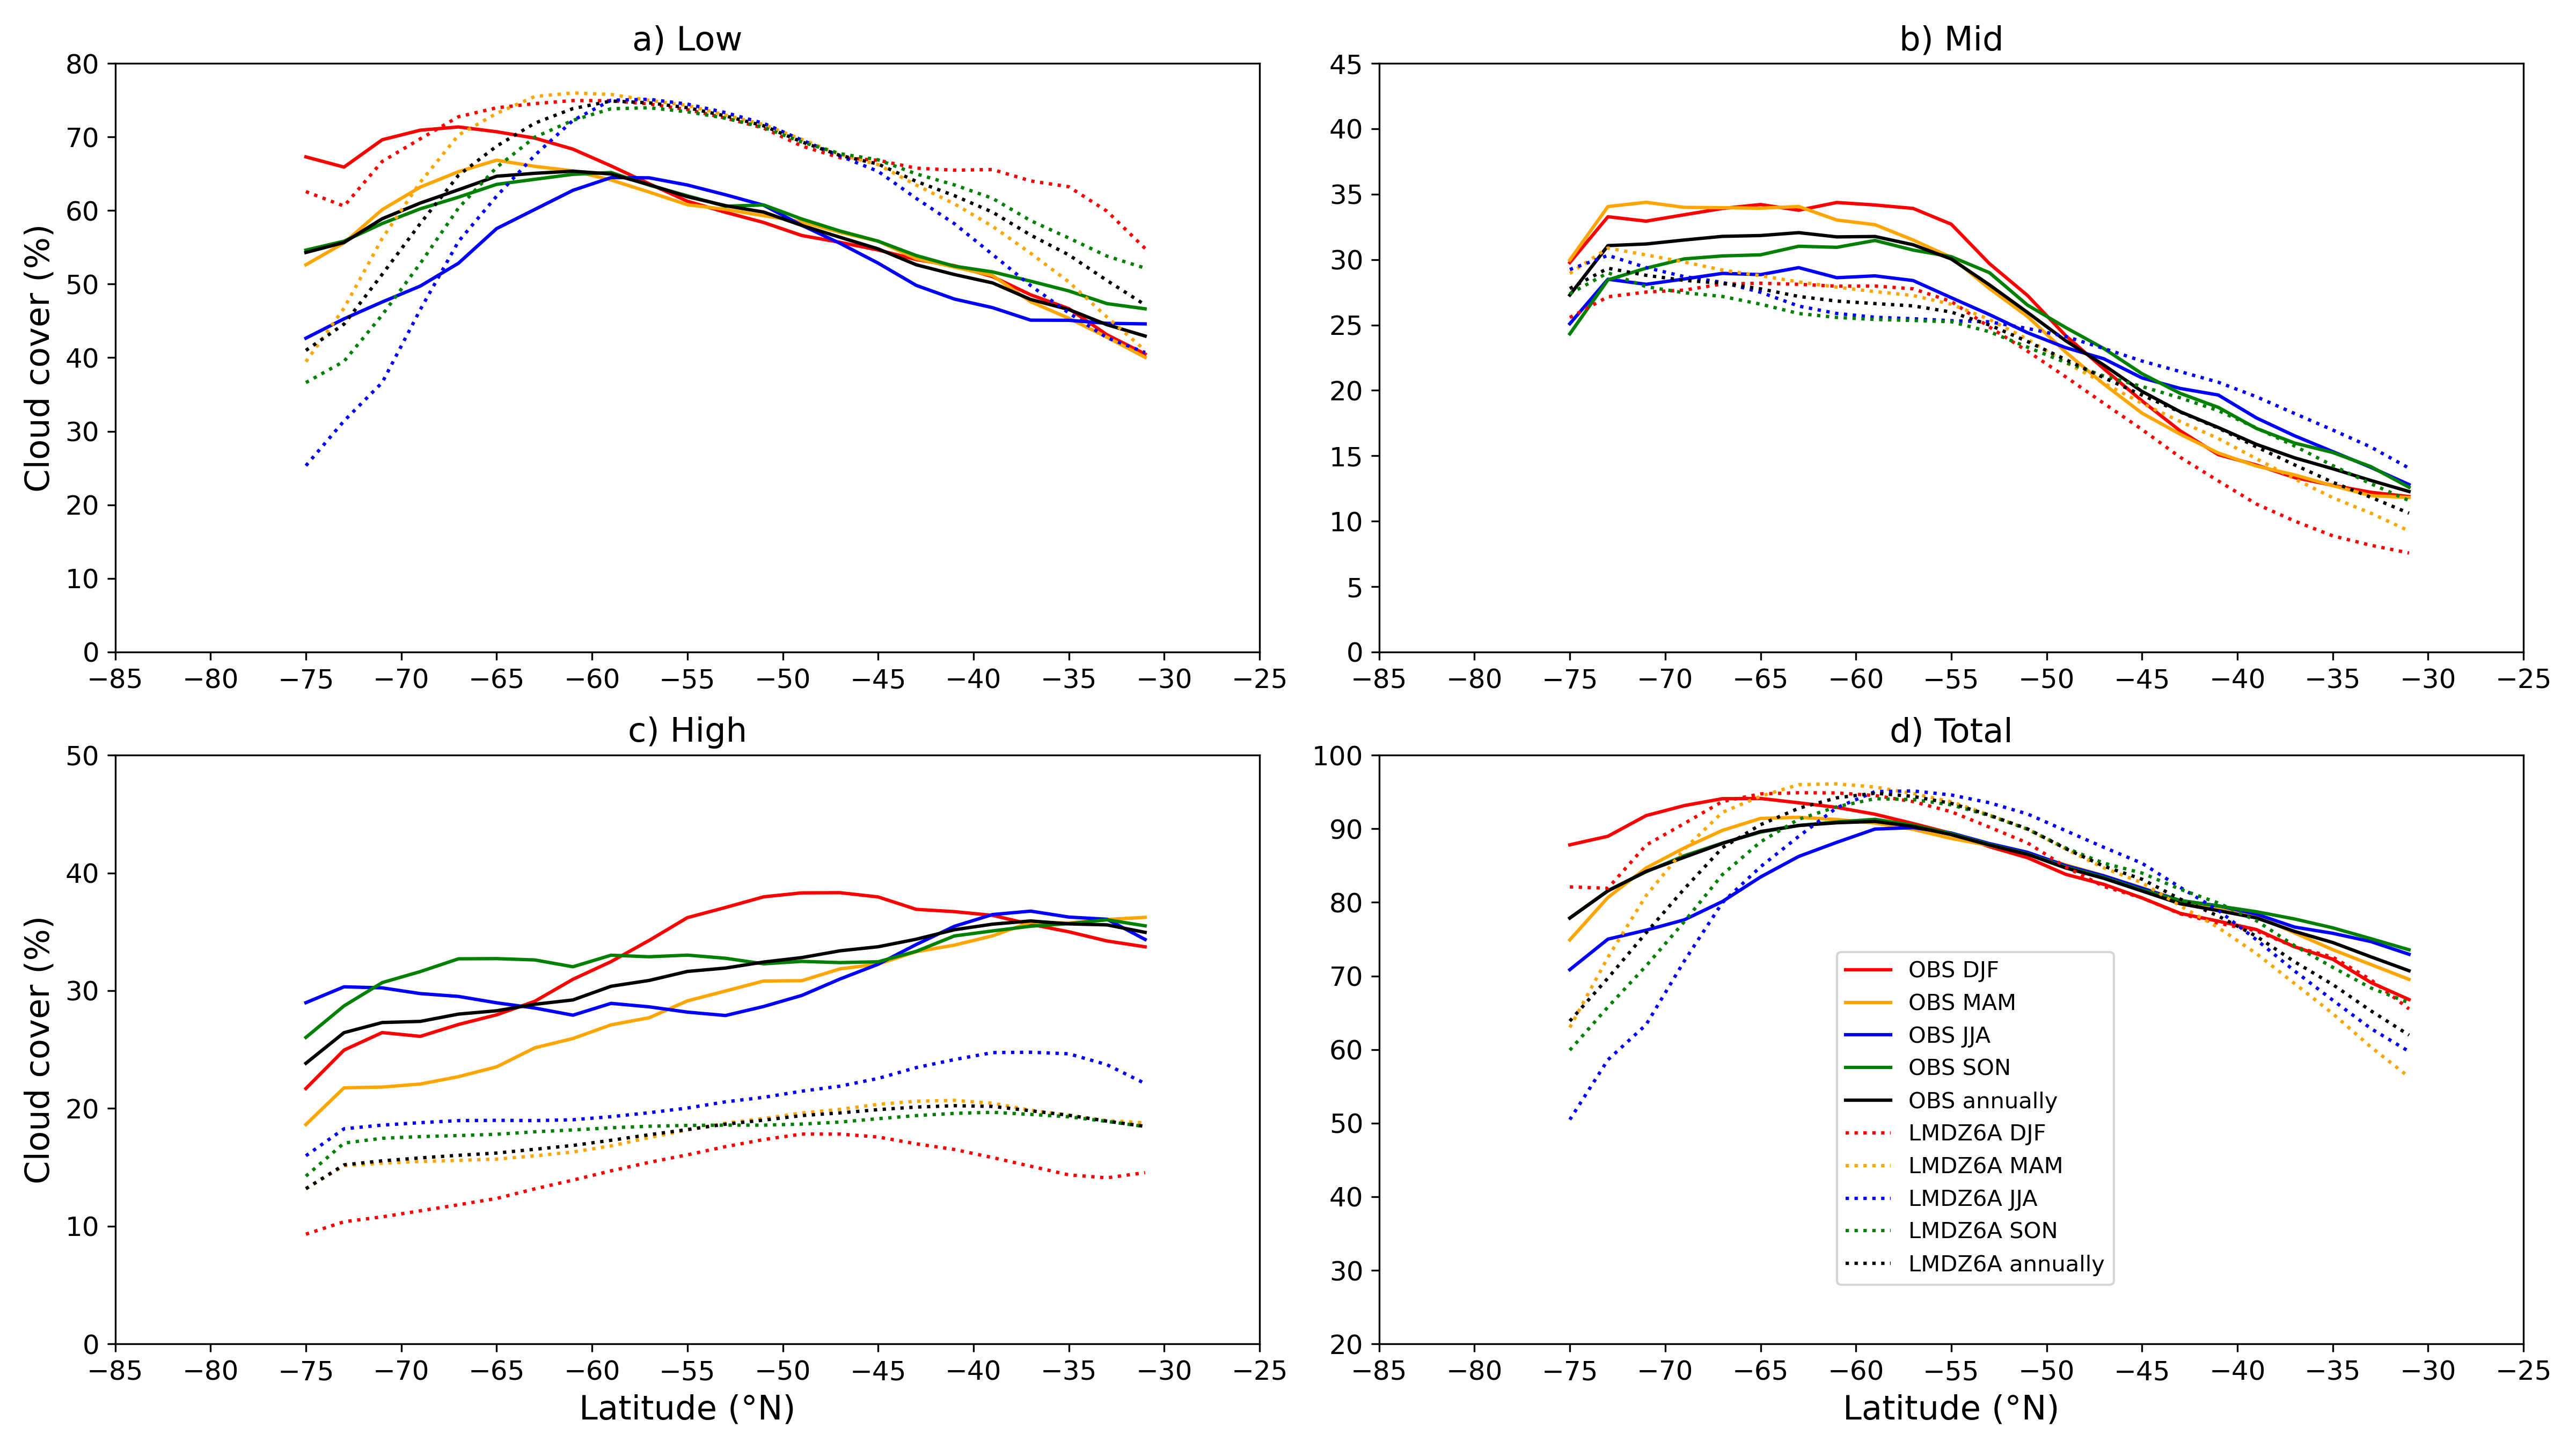 a) Low
80
70
60
50
40
30
20
10
0
Cloud cover (%)
−85 −80 −75 −70 −65 −60 −55 −50 −45 −40 −35 −30 −25
b) Mid
45
40
35
30
25
20
15
10
5
0
−85 −80 −75 −70 −65 −60 −55 −50 −45 −40 −35 −30 −25
c) High
50
40
30
20
10
0
Cloud cover (%)
−85 −80 −75 −70 −65 −60 −55 −50 −45 −40 −35 −30 −25
Latitude (°N)
d) Total
100
90
80
70
60
50
40
30
20
OBS DJF
OBS MAM
OBS JJA
OBS SON
OBS annually
LMDZ6A DJF
LMDZ6A MAM
LMDZ6A JJA
LMDZ6A SON
LMDZ6A annually
−85 −80 −75 −70 −65 −60 −55 −50 −45 −40 −35 −30 −25
Latitude (°N)